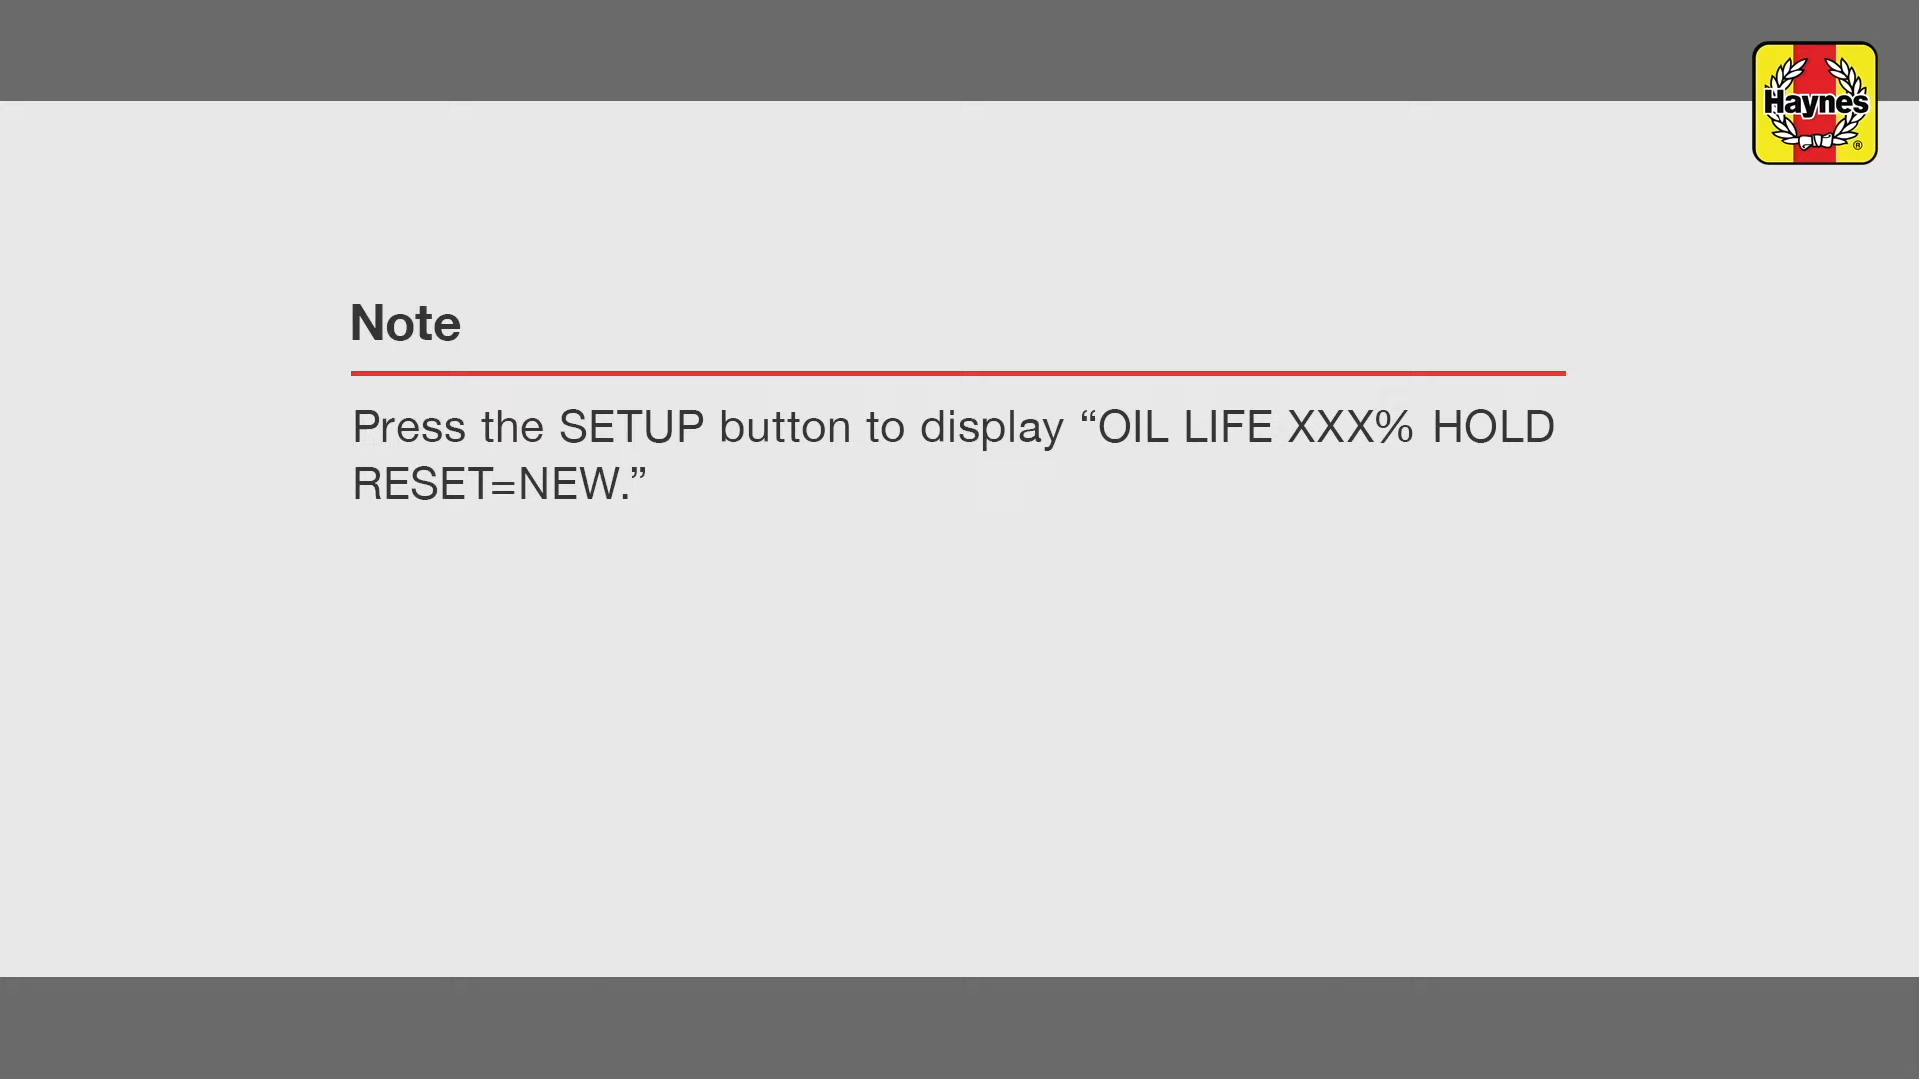 Haynes
®
Note
Press the SETUP button to display “OIL LIFE XXX% HOLD
RESET=NEW.”